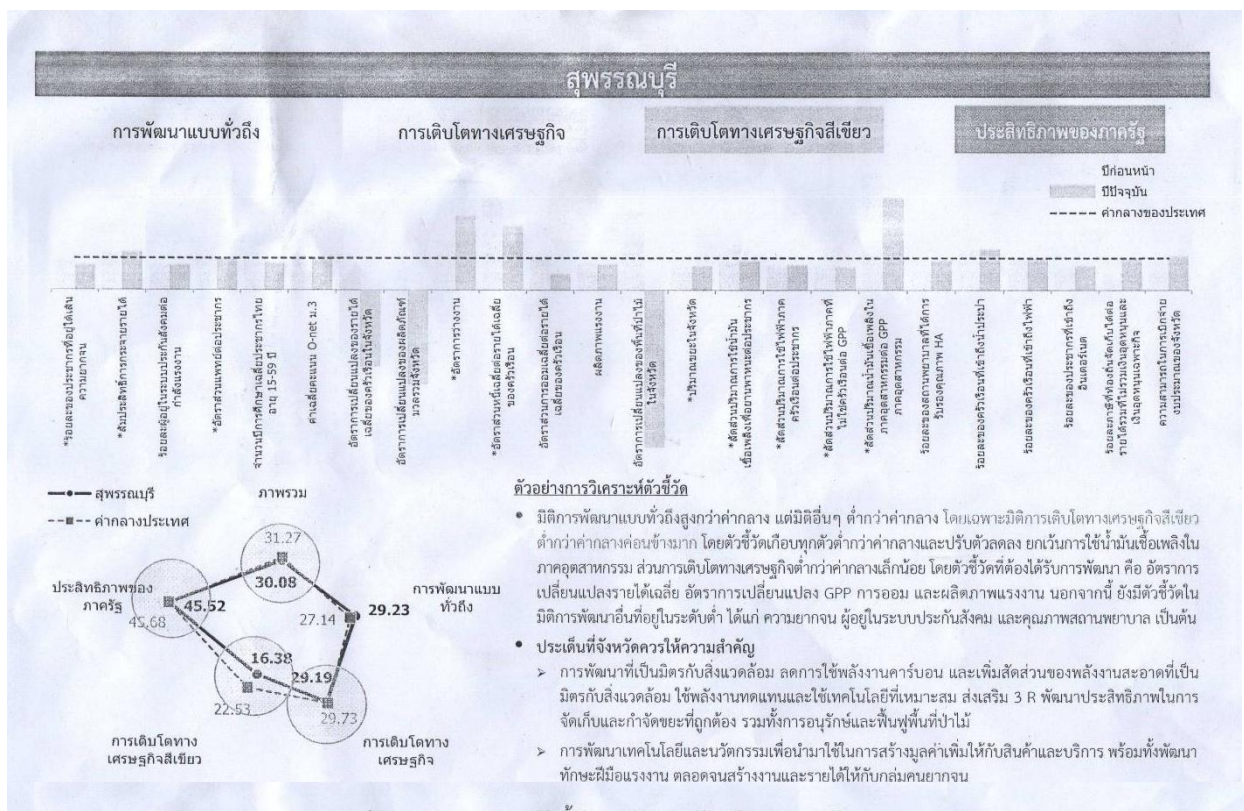 สุพรรณบุรี
การพัฒนาแบบทั่วถึง
การเติบโตทางเศรษฐกิจ
การเติบโตทางเศรษฐกิจสีเขียว
ประสิทธิภาพของภาครัฐ
ปีก่อนหน้า
ปีปัจจุบัน
ค่ากลางของประเทศ
*ร้อยละของประชากรที่อยู่ใต้เส้น
ความยากจน
*สัมประสิทธิ์การกระจายรายได้
ร้อยละผู้อยู่ในระบบประกันสังคมต่อ
กำลังแรงงาน
*อัตราส่วนแพทย์ต่อประชากร
จำนวนปีการศึกษาเฉลี่ยประชากรไทย
อายุ 15-59 ปี
ค่าเฉลี่ยคะแนน O-net ม.3
อัตราการเปลี่ยนแปลงของรายได้
เฉลี่ยของครัวเรือนในจังหวัด
อัตราการเปลี่ยนแปลงของผลิตภัณฑ์
มวลรวมจังหวัด
*อัตราการว่างงาน
*อัตราส่วนหนี้เฉลี่ยต่อรายได้เฉลี่ย
ของครัวเรือน
อัตราส่วนการออมเฉลี่ยต่อรายได้
เฉลี่ยของครัวเรือน
ผลิตภาพแรงงาน
อัตราการเปลี่ยนแปลงของพื้นที่ป่าไม้
ในจังหวัด
*ปริมาณขยะในจังหวัด
*สัดส่วนปริมาณการใช้น้ำมัน
เชื้อเพลิงเพื่อยานพาหนะต่อประชากร
*สัดส่วนปริมาณการใช้ไฟฟ้าภาค
ครัวเรือนต่อประชากร
*สัดส่วนปริมาณการใช้ไฟฟ้าภาคที่
ไม่ใช่ครัวเรือนต่อ GPP
*สัดส่วนปริมาณน้ำมันเชื้อเพลิงใน
ภาคอุตสาหกรรมต่อ GPP
ภาคอุตสาหกรรม
ร้อยละของสถานพยาบาลที่ได้การ
รับรองคุณภาพ HA
ร้อยละของครัวเรือนที่เข้าถึงน้ำประปา
ร้อยละของครัวเรือนที่เข้าถึงไฟฟ้า
ร้อยละของประชากรที่เข้าถึง
อินเตอร์เนต
ร้อยละภาษีที่ท้องถิ่นจัดเก็บได้ต่อ
รายได้รวมที่ไม่รวมเงินอุดหนุนและ
เงินอุดหนุนเฉพาะกิจ
ความสามารถในการเบิกจ่าย
งบประมาณของจังหวัด
สุพรรณบุรี
ค่ากลางประเทศ
ภาพรวม
31.27
30.08
ประสิทธิภาพของ
ภาครัฐ
45.52
45.68
การพัฒนาแบบ
ทั่วถึง
29.23
27.14
16.38
22.53
29.19
29.73
การเติบโตทาง
เศรษฐกิจสีเขียว
การเติบโตทาง
เศรษฐกิจ
ตัวอย่างการวิเคราะห์ตัวชี้วัด
• มิติการพัฒนาแบบทั่วถึงสูงกว่าค่ากลาง แต่มิติอื่นๆ ต่ำกว่าค่ากลาง โดยเฉพาะมิติการเติบโตทางเศรษฐกิจสีเขียว
ต่ำกว่าค่ากลางค่อนข้างมาก โดยตัวชี้วัดเกือบทุกตัวต่ำกว่าค่ากลางและปรับตัวลดลง ยกเว้นการใช้น้ำมันเชื้อเพลิงใน
ภาคอุตสาหกรรม ส่วนการเติบโตทางเศรษฐกิจต่ำกว่าค่ากลางเล็กน้อย โดยตัวชี้วัดที่ต้องได้รับการพัฒนา คือ อัตราการ
เปลี่ยนแปลงรายได้เฉลี่ย อัตราการเปลี่ยนแปลง GPP การออม และผลิตภาพแรงงาน นอกจากนี้ ยังมีตัวชี้วัดใน
มิติการพัฒนาอื่นที่อยู่ในระดับต่ำ ได้แก่ ความยากจน ผู้อยู่ในระบบประกันสังคม และคุณภาพสถานพยาบาล เป็นต้น
• ประเด็นที่จังหวัดควรให้ความสำคัญ
➢ การพัฒนาที่เป็นมิตรกับสิ่งแวดล้อม ลดการใช้พลังงานคาร์บอน และเพิ่มสัดส่วนของพลังงานสะอาดที่เป็น
มิตรกับสิ่งแวดล้อม ใช้พลังงานทดแทนและใช้เทคโนโลยีที่เหมาะสม ส่งเสริม 3 R พัฒนาประสิทธิภาพในการ
จัดเก็บและกำจัดขยะที่ถูกต้อง รวมทั้งการอนุรักษ์และฟื้นฟูพื้นที่ป่าไม้
➢ การพัฒนาเทคโนโลยีและนวัตกรรมเพื่อนำมาใช้ในการสร้างมูลค่าเพิ่มให้กับสินค้าและบริการ พร้อมทั้งพัฒนา
ทักษะฝีมือแรงงาน ตลอดจนสร้างงานและรายได้ให้กับกลุ่มคนยากจน